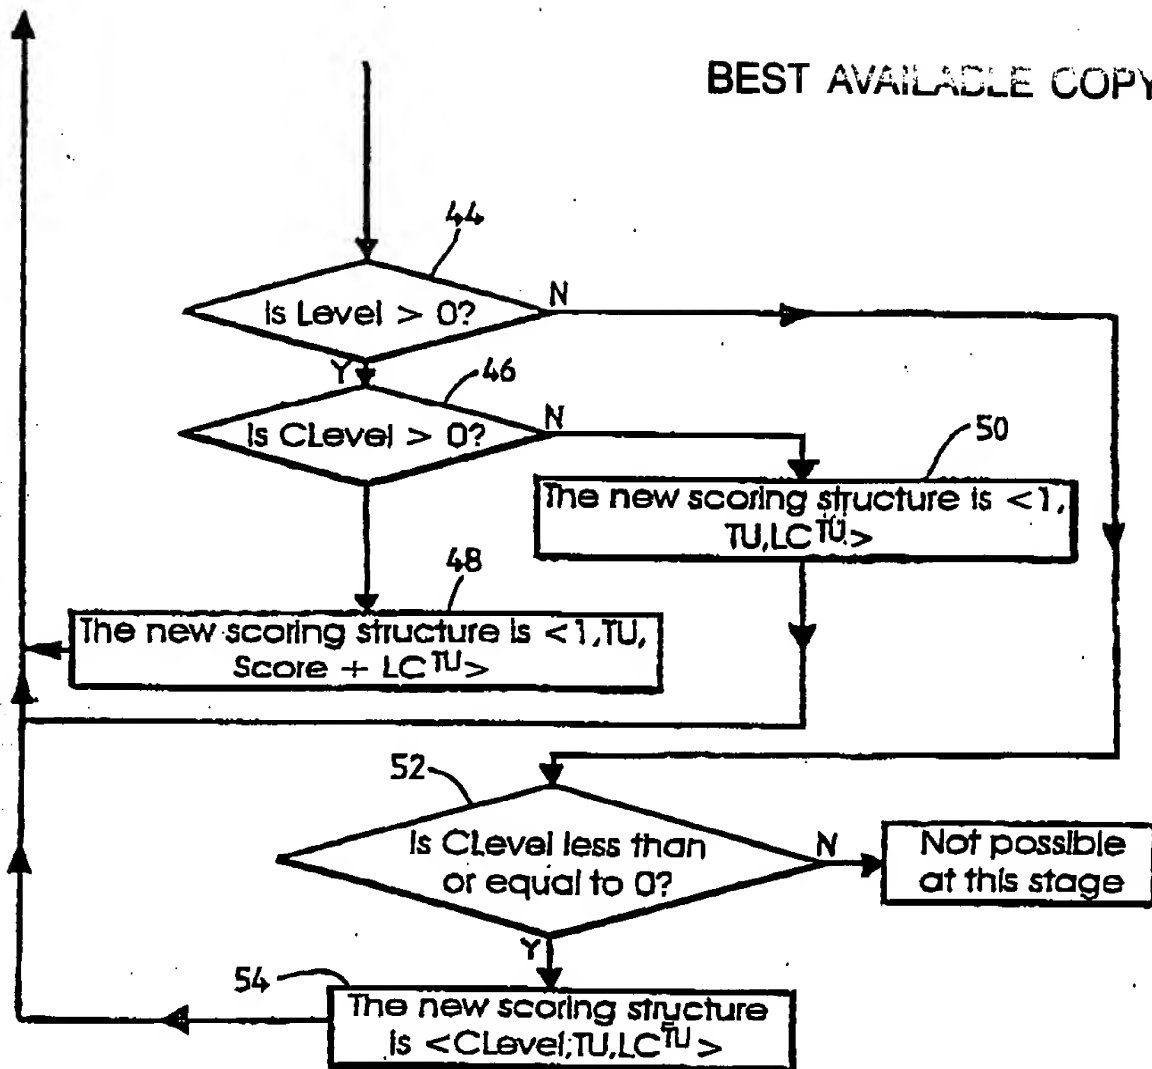 BEST AVAILABLE COPY
44
Is Level > 0?
N
Y
46
Is CLevel > 0?
N
50
The new scoring structure is <1,
TU,LC^TU>
48
The new scoring structure is <1,TU,
Score + LC^TU>
52
Is CLevel less than
or equal to 0?
N
Not possible
at this stage
Y
54
The new scoring structure
is <CLevel,TU,LC^TU>